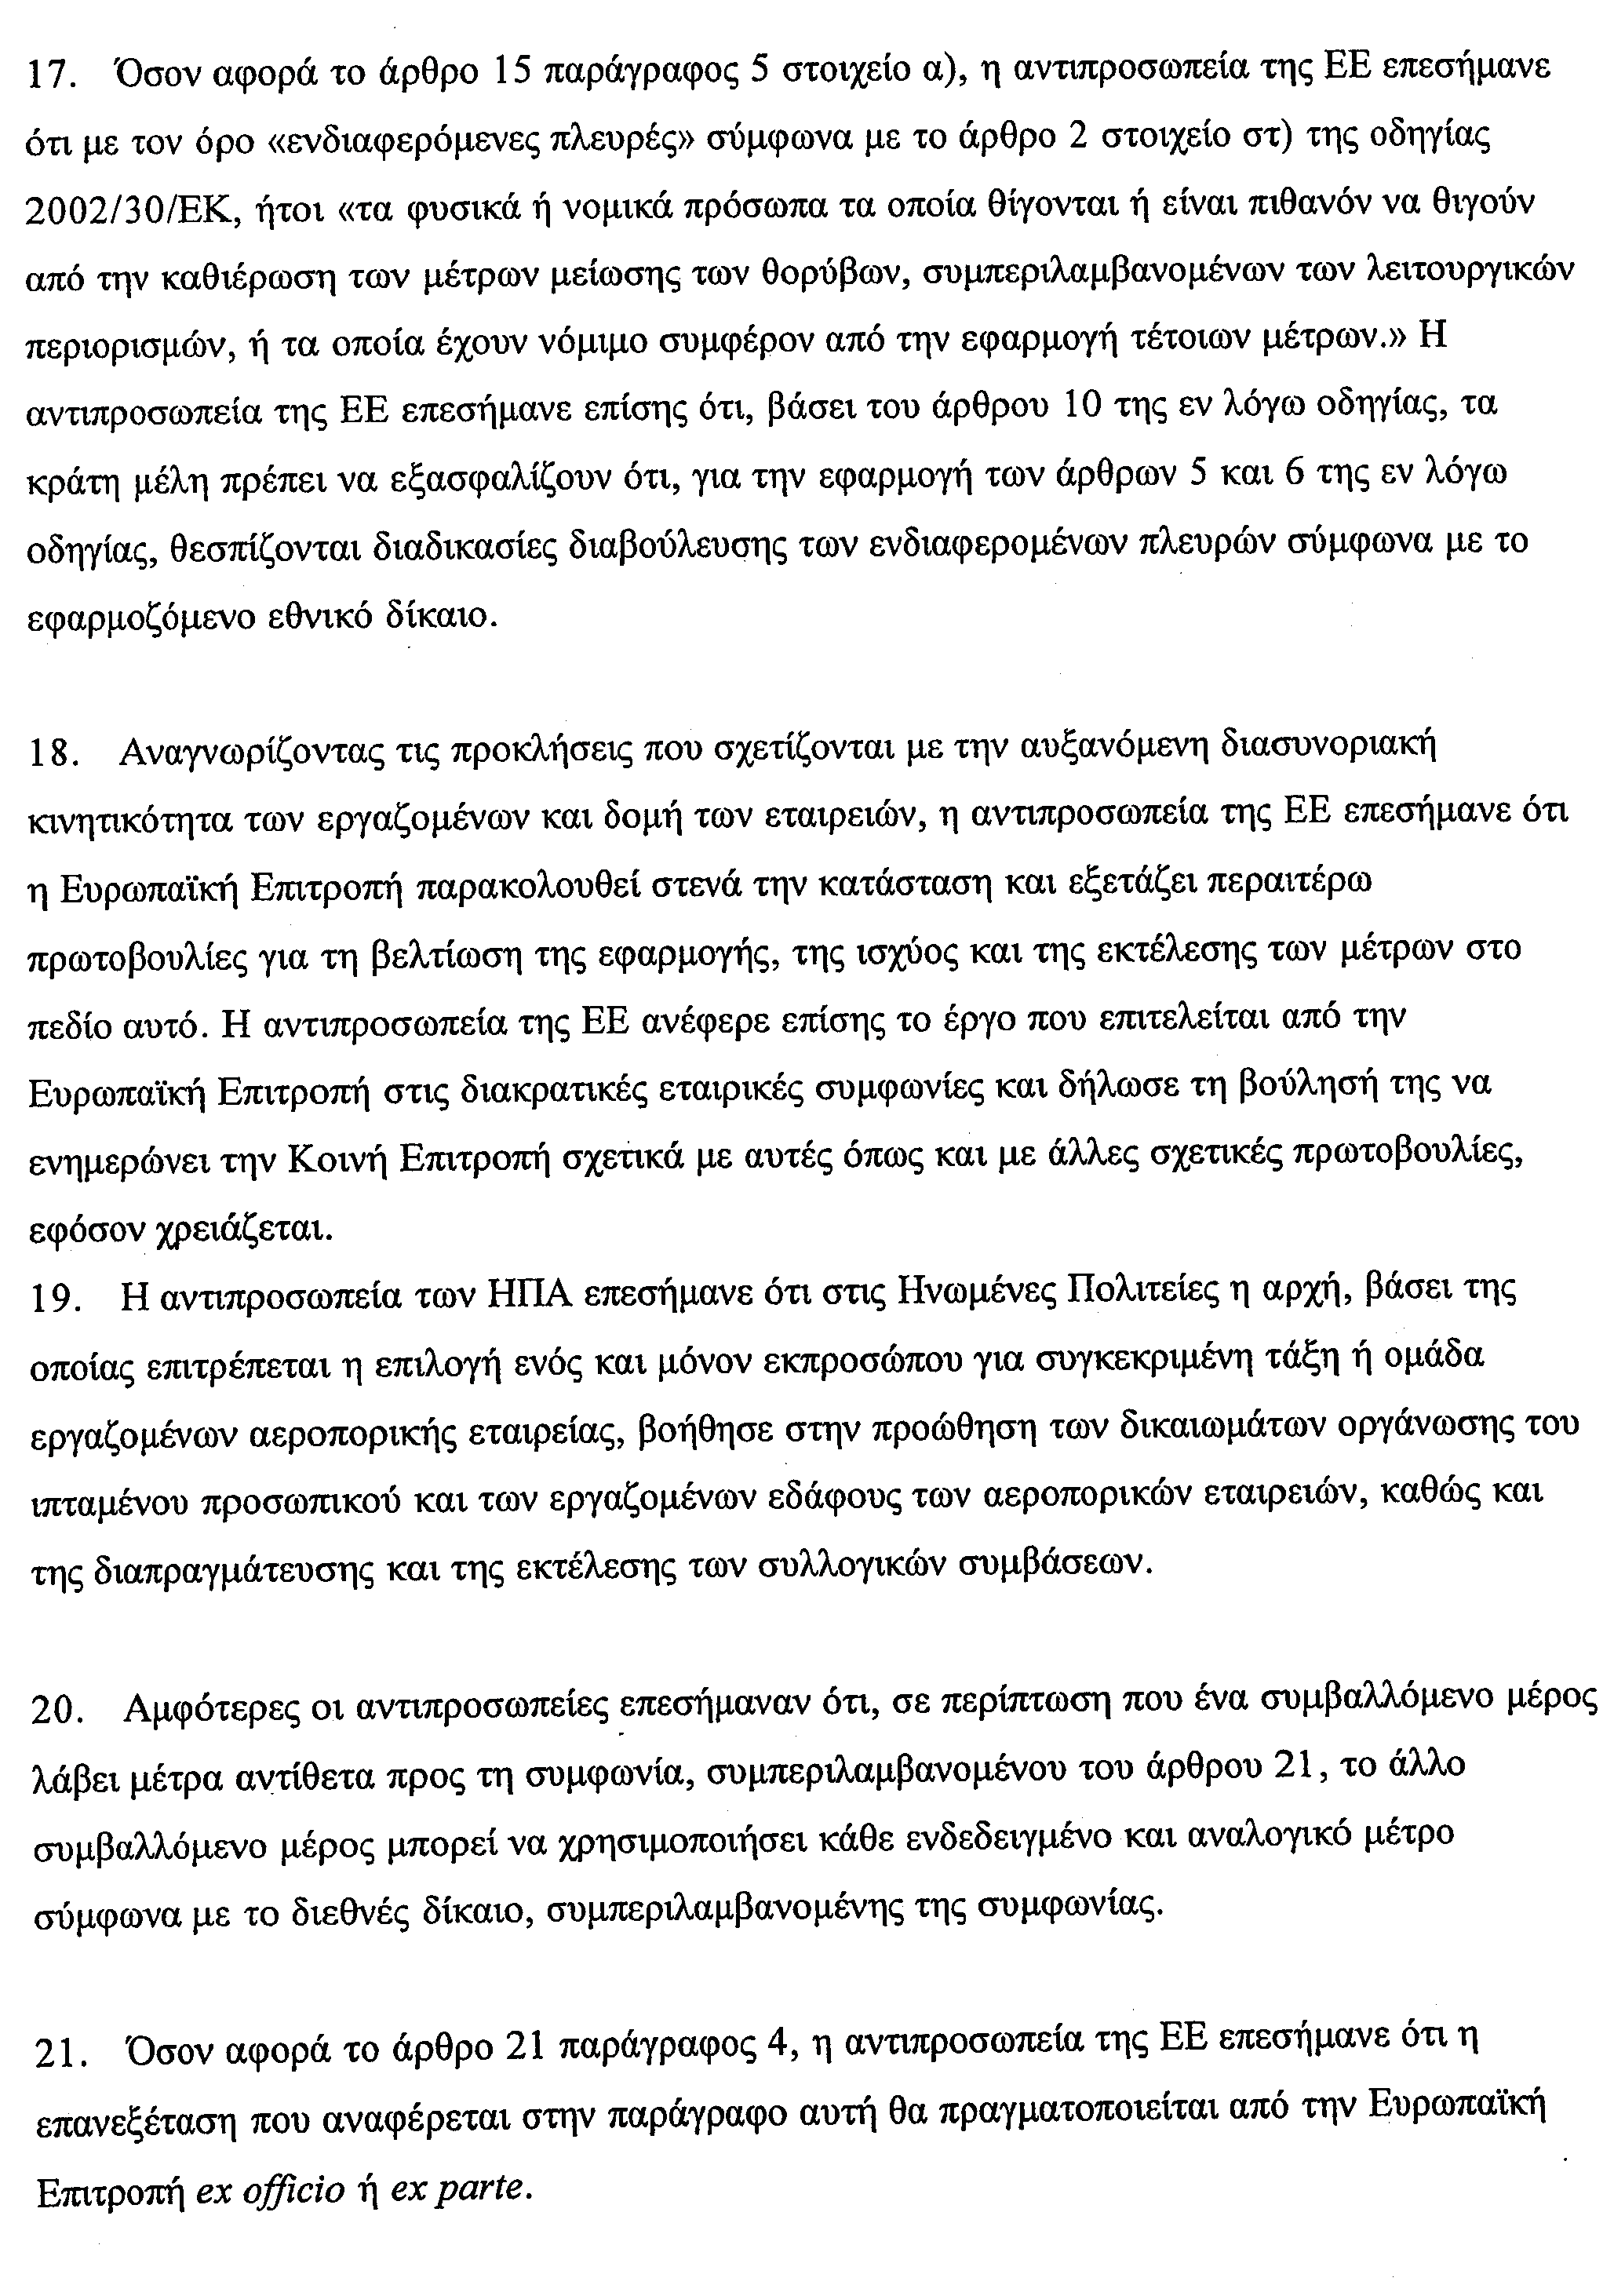 17. Όσον αφορά το άρθρο 15 παράγραφος 5 στοιχείο α), η αντιπροσωπεία της ΕΕ επεσήμανε
ότι με τον όρο «ενδιαφερόμενες πλευρές» σύμφωνα με το άρθρο 2 στοιχείο στ) της οδηγίας
2002/30/ΕΚ, ήτοι «τα φυσικά ή νομικά πρόσωπα τα οποία θίγονται ή είναι πιθανόν να θιγούν
από την καθιέρωση των μέτρων μείωσης των θορύβων, συμπεριλαμβανομένων των λειτουργικών
περιορισμών, ή τα οποία έχουν νόμιμο συμφέρον από την εφαρμογή τέτοιων μέτρων.» Η
αντιπροσωπεία της ΕΕ επεσήμανε επίσης ότι, βάσει του άρθρου 10 της εν λόγω οδηγίας, τα
κράτη μέλη πρέπει να εξασφαλίζουν ότι, για την εφαρμογή των άρθρων 5 και 6 της εν λόγω
οδηγίας, θεσπίζονται διαδικασίες διαβούλευσης των ενδιαφερομένων πλευρών σύμφωνα με το
εφαρμοζόμενο εθνικό δίκαιο.
18. Αναγνωρίζοντας τις προκλήσεις που σχετίζονται με την αυξανόμενη διασυνοριακή
κινητικότητα των εργαζομένων και δομή των εταιρειών, η αντιπροσωπεία της ΕΕ επεσήμανε ότι
η Ευρωπαϊκή Επιτροπή παρακολουθεί στενά την κατάσταση και εξετάζει περαιτέρω
πρωτοβουλίες για τη βελτίωση της εφαρμογής, της ισχύος και της εκτέλεσης των μέτρων στο
πεδίο αυτό. Η αντιπροσωπεία της ΕΕ ανέφερε επίσης το έργο που επιτελείται από την
Ευρωπαϊκή Επιτροπή στις διακρατικές εταιρικές συμφωνίες και δήλωσε τη βούλησή της να
ενημερώνει την Κοινή Επιτροπή σχετικά με αυτές όπως και με άλλες σχετικές πρωτοβουλίες,
εφόσον χρειάζεται.
19. Η αντιπροσωπεία των ΗΠΑ επεσήμανε ότι στις Ηνωμένες Πολιτείες η αρχή, βάσει της
οποίας επιτρέπεται η επιλογή ενός και μόνον εκπροσώπου για συγκεκριμένη τάξη ή ομάδα
εργαζομένων αεροπορικής εταιρείας, βοήθησε στην προώθηση των δικαιωμάτων οργάνωσης του
ιπταμένου προσωπικού και των εργαζομένων εδάφους των αεροπορικών εταιρειών, καθώς και
της διαπραγμάτευσης και της εκτέλεσης των συλλογικών συμβάσεων.
20. Αμφότερες οι αντιπροσωπείες επεσήμαναν ότι, σε περίπτωση που ένα συμβαλλόμενο μέρος
λάβει μέτρα αντίθετα προς τη συμφωνία, συμπεριλαμβανομένου του άρθρου 21, το άλλο
συμβαλλόμενο μέρος μπορεί να χρησιμοποιήσει κάθε ενδεδειγμένο και αναλογικό μέτρο
σύμφωνα με το διεθνές δίκαιο, συμπεριλαμβανομένης της συμφωνίας.
21. Όσον αφορά το άρθρο 21 παράγραφος 4, η αντιπροσωπεία της ΕΕ επεσήμανε ότι η
επανεξέταση που αναφέρεται στην παράγραφο αυτή θα πραγματοποιείται από την Ευρωπαϊκή
Επιτροπή ex officio ή ex parte.